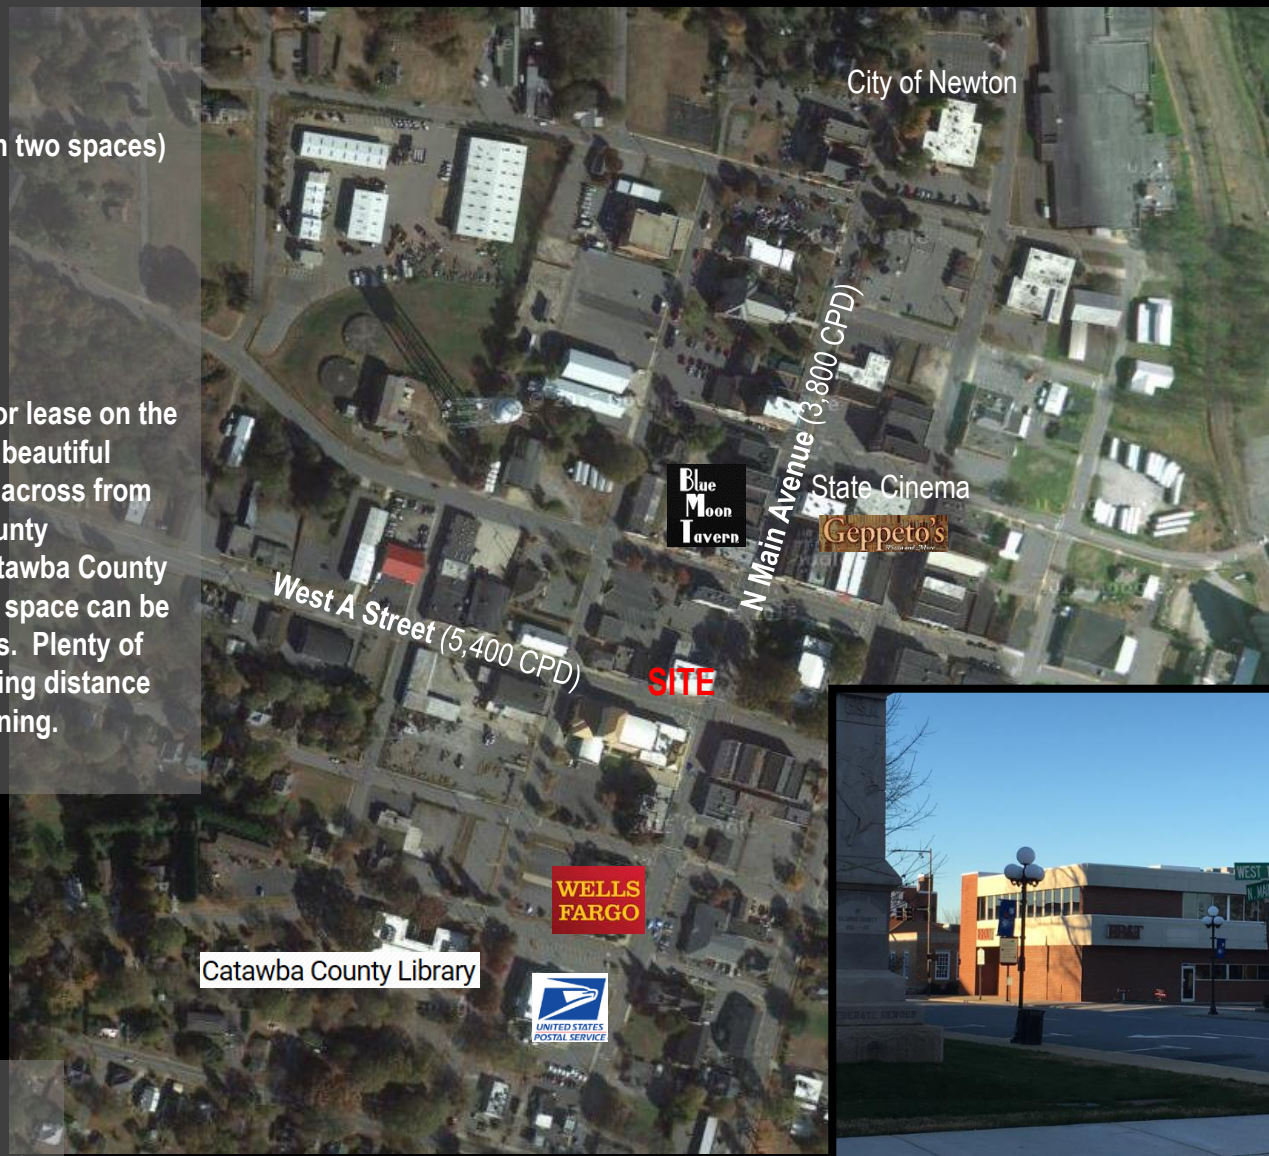 n two spaces)
or lease on the
beautiful
across from
unty
tawba County
space can be
s. Plenty of
ing distance
ning.
City of Newton
N Main Avenue (3,800 CPD)
Blue
Moon
Tavern
State Cinema
Geppeto's
West A Street (5,400 CPD)
SITE
WELLS
FARGO
Catawba County Library
UNITED STATES
POSTAL SERVICE
WEST
N. MA
BB&T